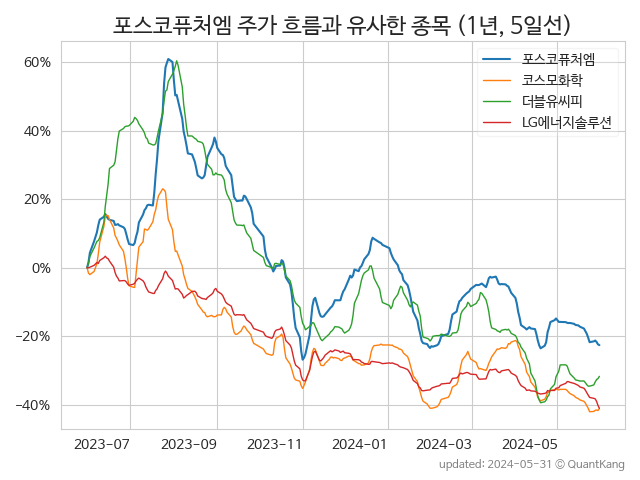 포스코퓨처엠 주가 흐름과 유사한 종목 (1년, 5일선)
포스코퓨처엠
코스모화학
더블유씨피
LG에너지솔루션
60%
40%
20%
0%
−20%
−40%
2023-07 2023-09 2023-11 2024-01 2024-03 2024-05
updated: 2024-05-31 © QuantKang